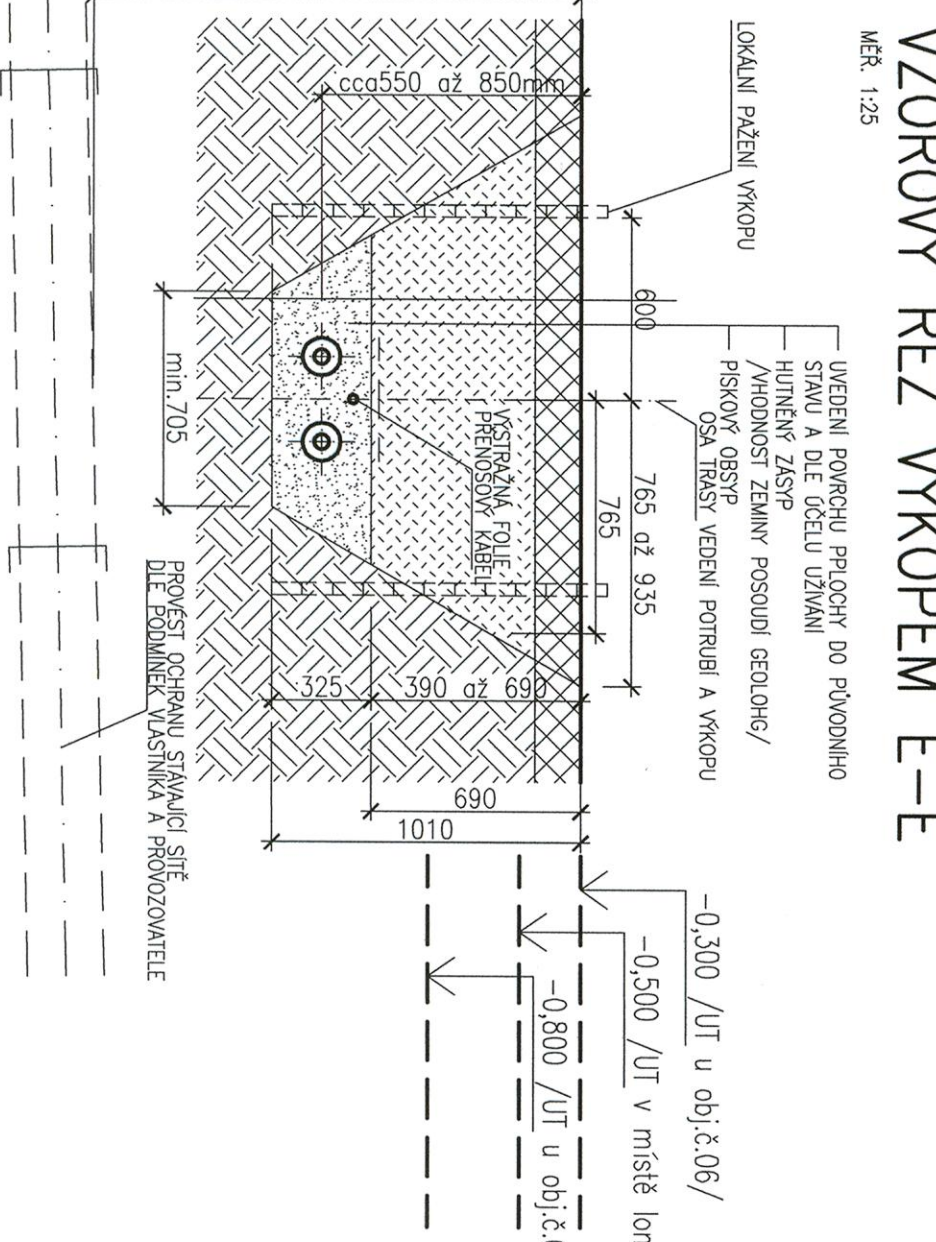 VZOROVÝ ŘEZ VÝKOPEM E-E
MĚŘ. 1:25
UVEDENÍ POVRCHU PPLOCHY DO PŮVODNÍHO
STAVU A DLE ÚČELU UŽÍVÁNÍ
HUTNĚNÝ ZÁSYP
/VHODNOST ZEMINY POSOUDÍ GEOLOHG/
PÍSKOVÝ OBSYP
OSA TRASY VEDENÍ POTRUBÍ A VÝKOPU
LOKÁLNÍ PAŽENÍ VÝKOPU
600
765 až 935
765
cca550 až 850mm
VÝSTRAŽNÁ FOLIE
PŘENOSOVÝ KABEL
325
390 až 690
690
1010
min.705
-0,300 /UT u obj.č.06/
-0,500 /UT v místě
-0,800 /UT u
PROVÉST OCHRANU STÁVAJÍCÍ SÍTĚ
DLE PODMÍNEK VLASTNÍKA A PROVOZOVATELE